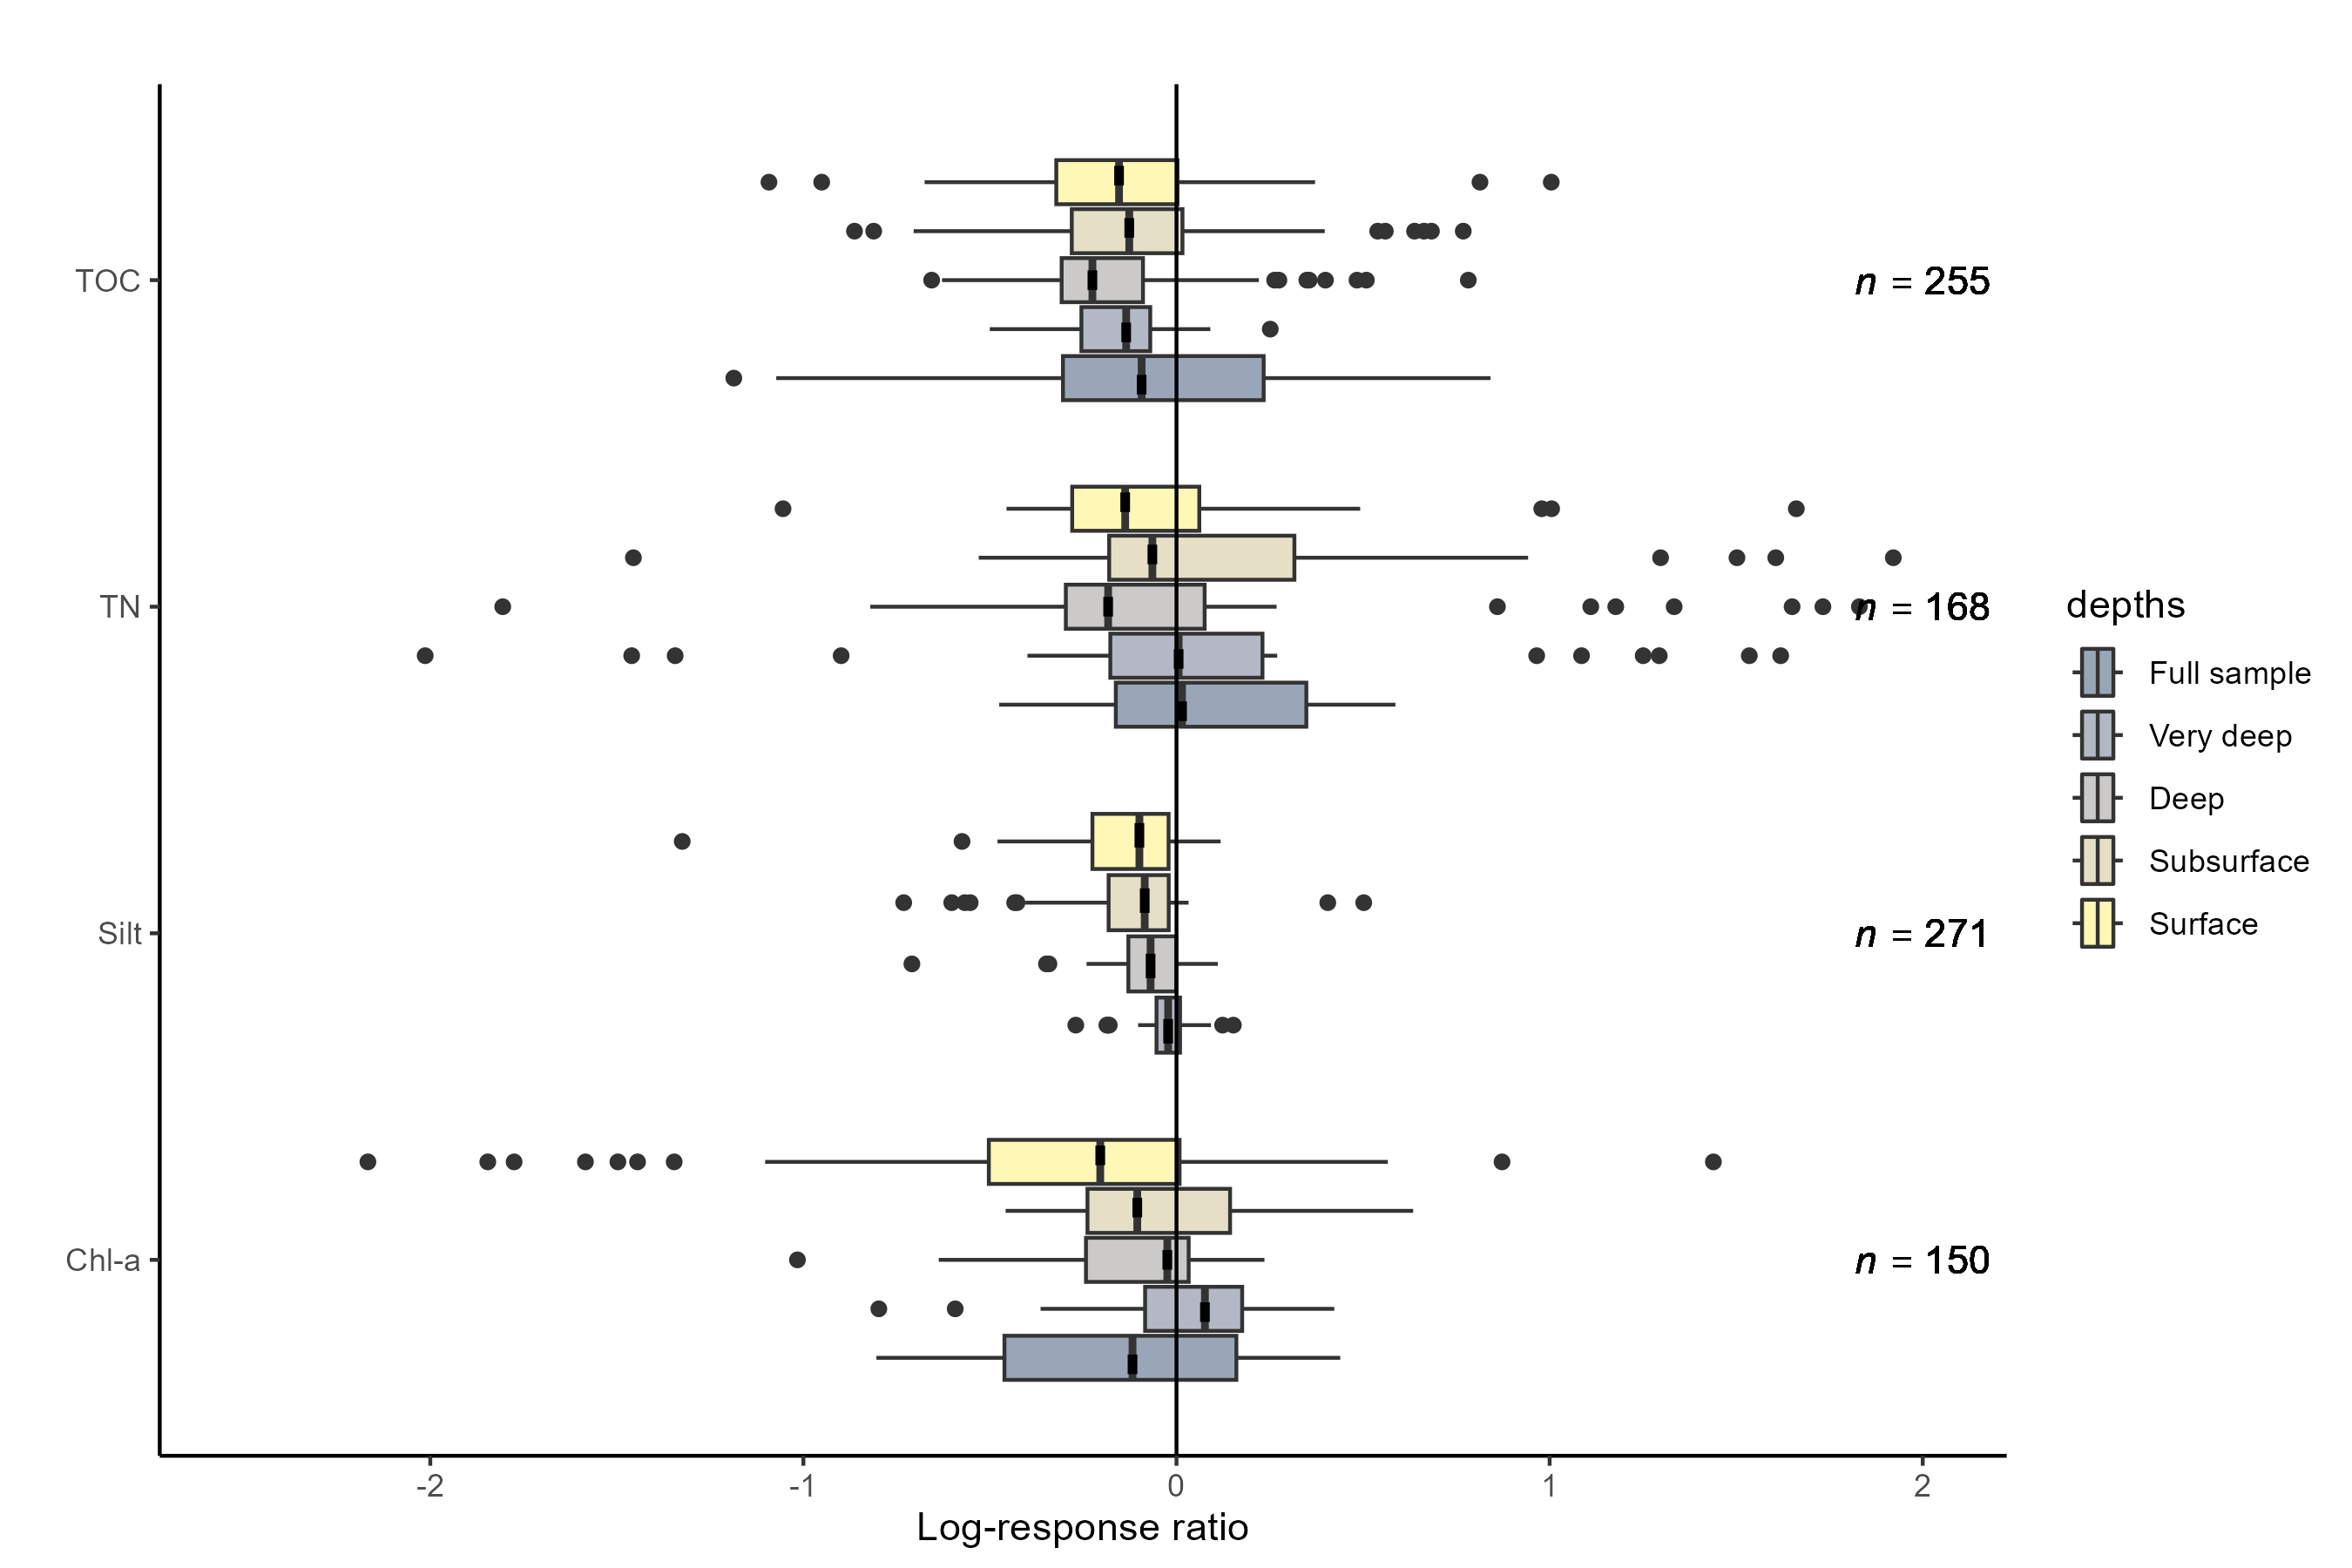 TOC
n = 255
TN
n = 168
Silt
n = 271
Chl-a
n = 150
-2
-1
0
1
2
Log-response ratio
depths
Full sample
Very deep
Deep
Subsurface
Surface